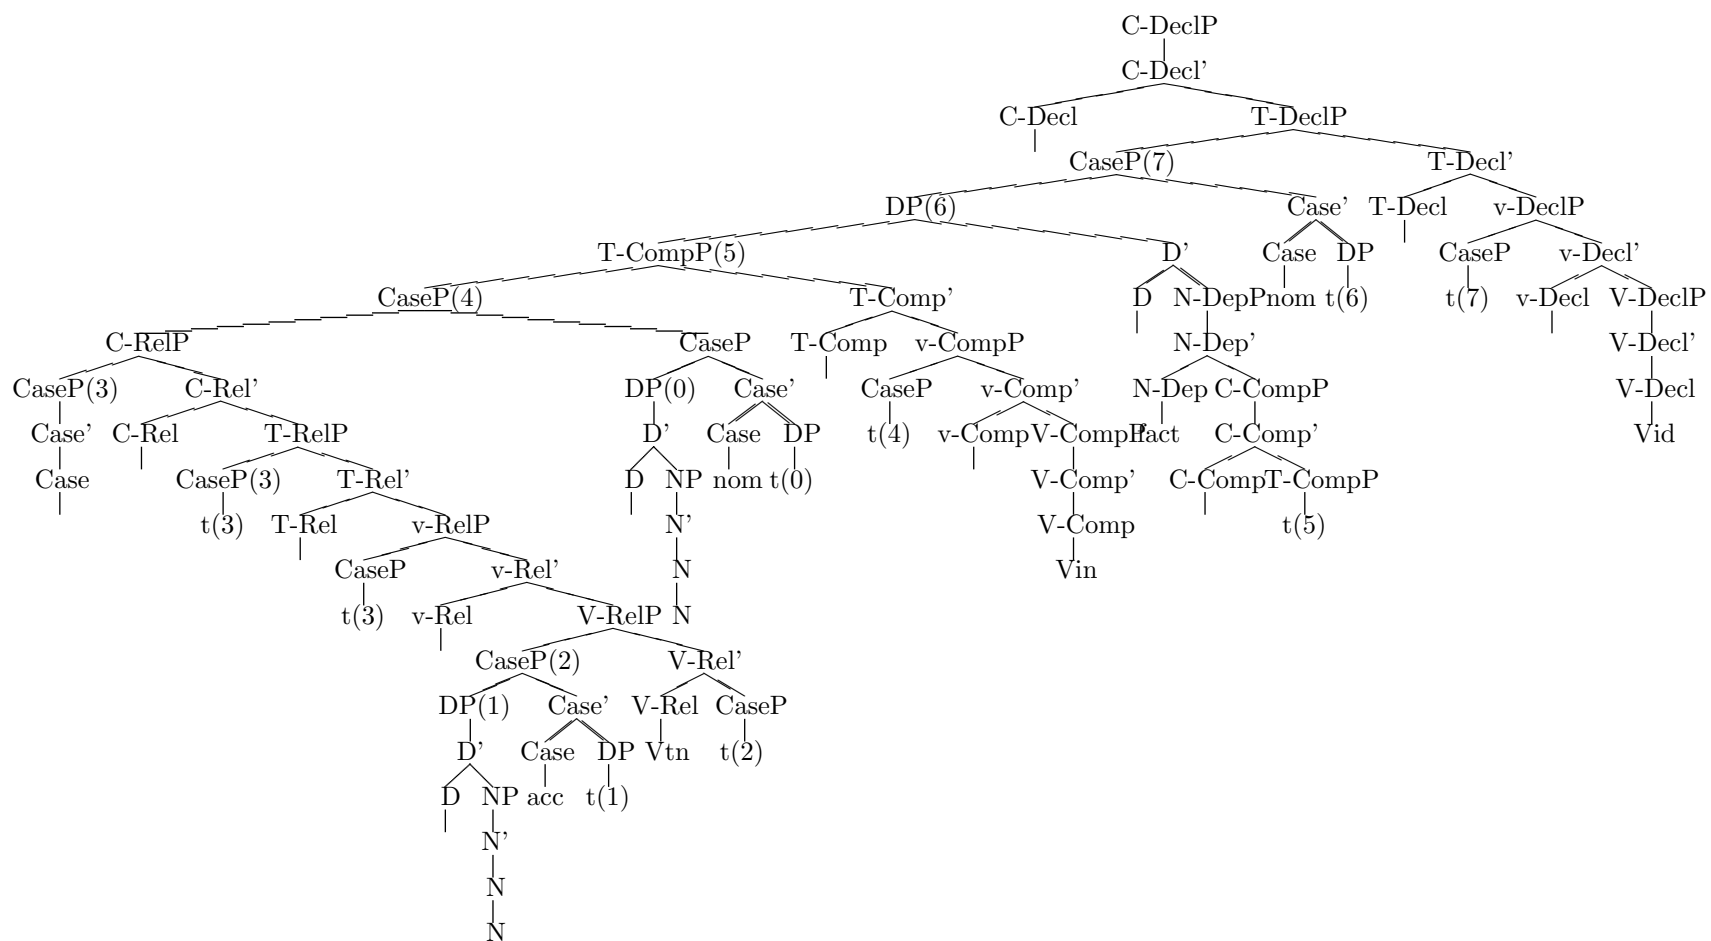 C-DeclP
C-Decl’
C-Decl T-DeclP
CaseP(7) T-Decl’
DP(6) Case’ T-Decl v-DeclP
T-CompP(5) D’ Case DP CaseP v-Decl’
CaseP(4) T-Comp’ D N-DepP nom t(6) t(7) v-Decl V-DeclP
C-RelP CaseP T-Comp v-CompP N-Dep’ V-Decl’
CaseP(3) C-Rel’ DP(0) Case’ CaseP v-Comp’ N-Dep C-CompP V-Decl
Case’ C-Rel T-RelP D’ Case DP t(4) v-Comp V-CompP fact C-Comp’ Vid
Case CaseP(3) T-Rel’ D NP nom t(0) V-Comp’ C-Comp T-CompP
t(3) T-Rel v-RelP N’ V-Comp t(5)
CaseP v-Rel’ N Vin
t(3) v-Rel V-RelP N
CaseP(2) V-Rel’
DP(1) Case’ V-Rel CaseP
D’ Case DP Vtn t(2)
D NP acc t(1)
N’
N
N